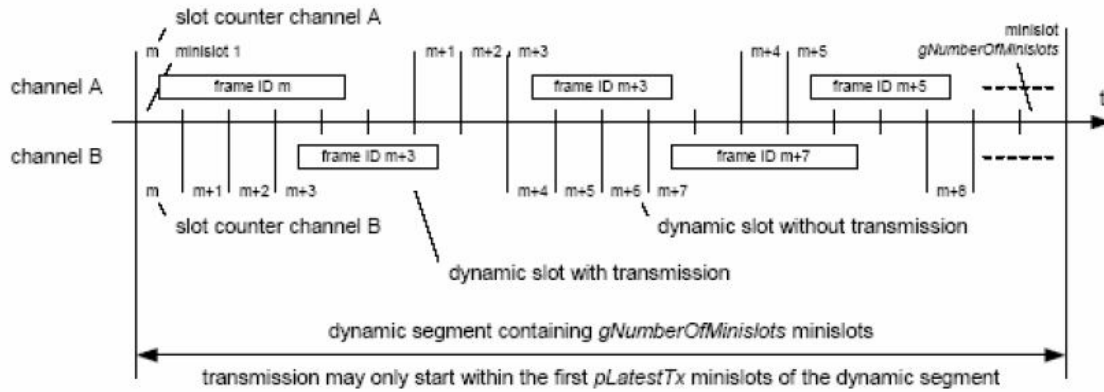 slot counter channel A
m minislot 1 m+1 m+2 m+3 m+4 m+5 minislot
gNumberOfMinislots
channel A frame ID m frame ID m+3 frame ID m+5
t
channel B frame ID m+3 frame ID m+7
m m+1 m+2 m+3 m+4 m+5 m+6 m+7 m+8
slot counter channel B dynamic slot without transmission
dynamic slot with transmission
dynamic segment containing gNumberOfMinislots minislots
transmission may only start within the first pLatestTx minislots of the dynamic segment